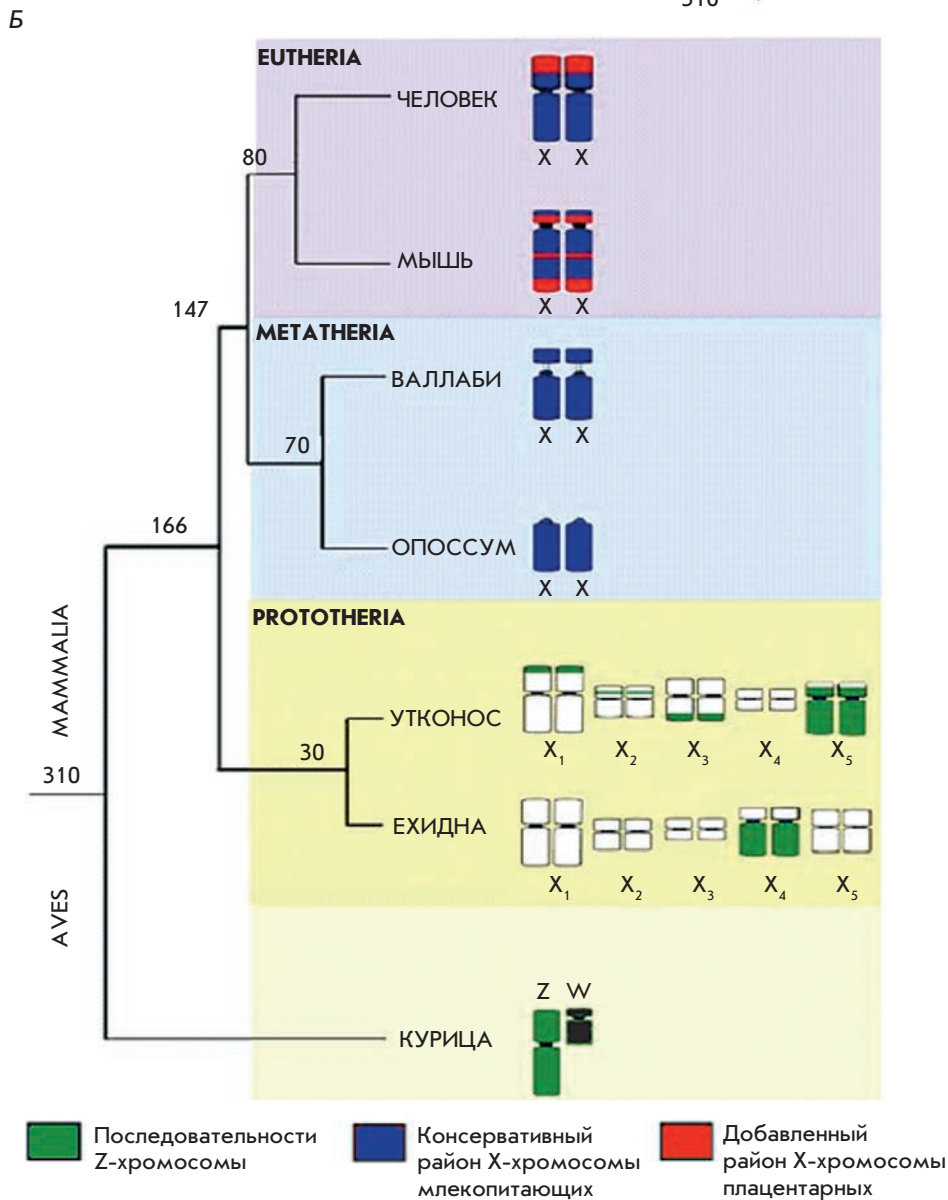 310
Б
EUTHERIA
ЧЕЛОВЕК
80
X X
МЫШЬ
X X
147
METATHERIA
ВАЛЛАБИ
X X
70
166
ОПОССУМ
X X
PROTOTHERIA
MAMMALIA
УТКОНОС
X1 X2 X3 X4 X5
30
310
ЕХИДНА
X1 X2 X3 X4 X5
AVES
Z W
КУРИЦА
Последовательности
Z-хромосомы
Консервативный
район X-хромосомы
млекопитающих
Добавленный
район X-хромосомы
плацентарных